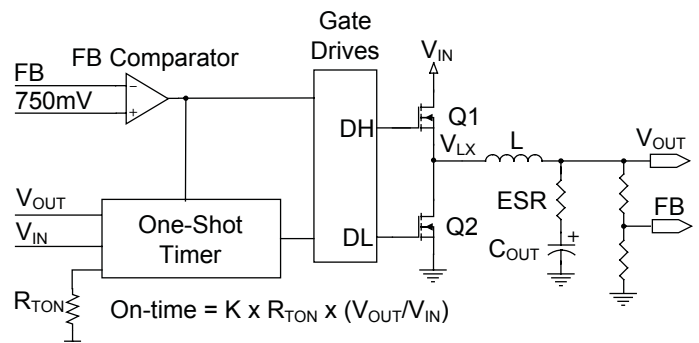 Gate
Drives
FB Comparator
V_IN
FB
750mV
DH
Q1
V_LX
L
V_OUT
V_OUT
V_IN
One-Shot
Timer
DL
Q2
ESR
FB
C_OUT
+
R_TON
On-time = K x R_TON x (V_OUT/V_IN)